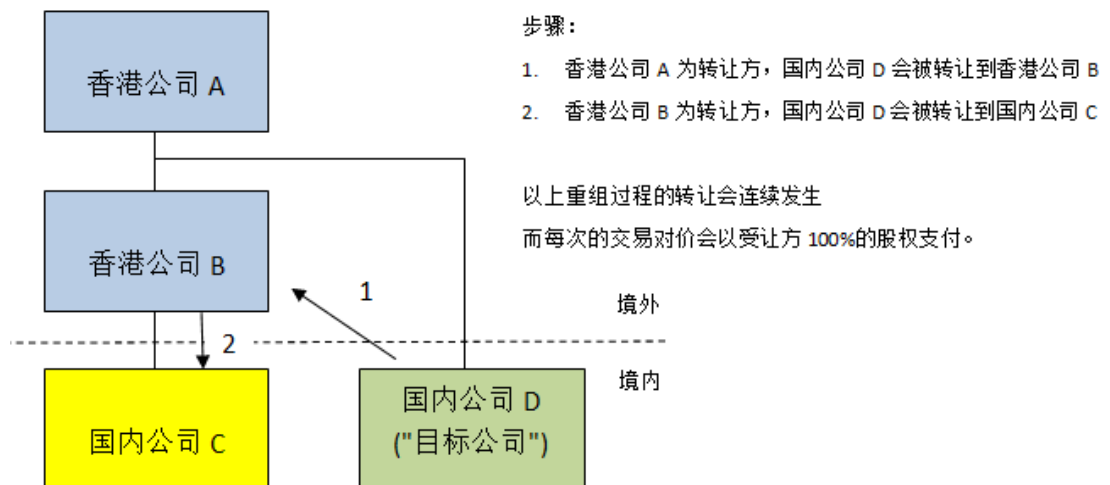 步骤：
1. 香港公司 A 为转让方，国内公司 D 会被转让到香港公司 B
2. 香港公司 B 为转让方，国内公司 D 会被转让到国内公司 C
以上重组过程的转让会连续发生
而每次的交易对价会以受让方 100%的股权支付。
香港公司 A
香港公司 B
1
境外
2
境内
国内公司 C
国内公司 D
("目标公司")